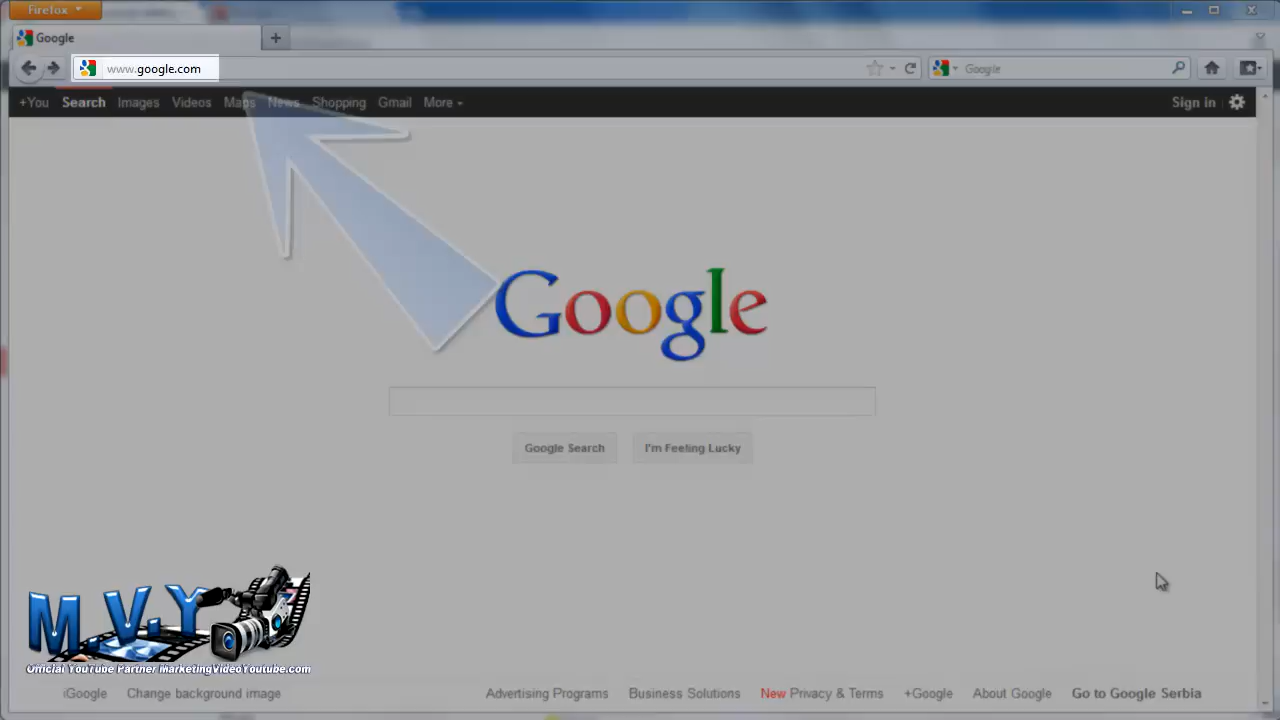 Firefox
Google
www.google.com
Google
+You Search Images Videos Maps News Shopping Gmail More
Sign in
Google
Google Search
I'm Feeling Lucky
M.V.Y
Official YouTube Partner MarketingVideoYoutube.com
iGoogle Change background image
Advertising Programs Business Solutions New Privacy & Terms +Google About Google Go to Google Serbia